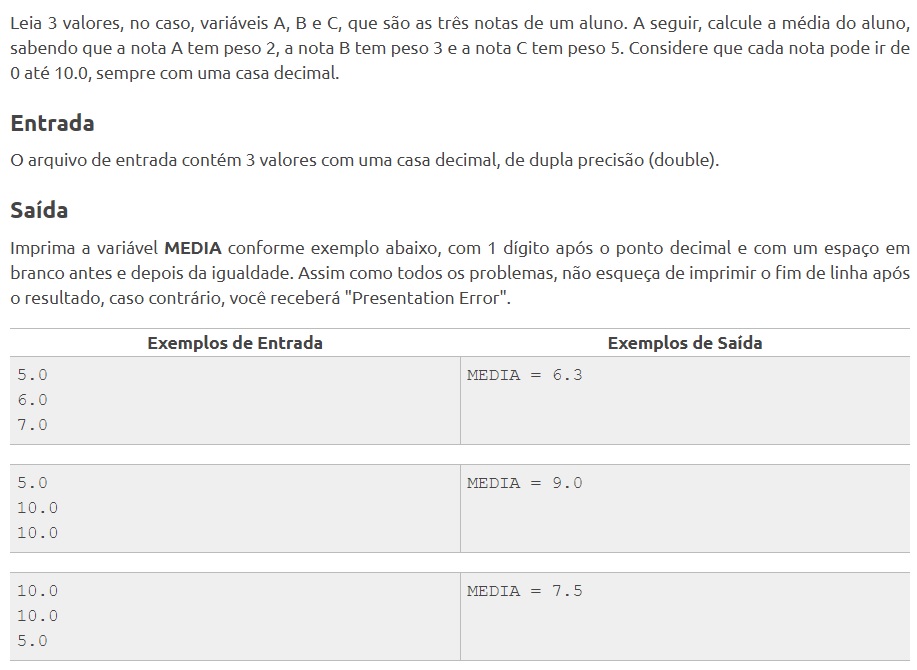 Leia 3 valores, no caso, variáveis A, B e C, que são as três notas de um aluno. A seguir, calcule a média do aluno,
sabendo que a nota A tem peso 2, a nota B tem peso 3 e a nota C tem peso 5. Considere que cada nota pode ir de
0 até 10.0, sempre com uma casa decimal.
Entrada
O arquivo de entrada contém 3 valores com uma casa decimal, de dupla precisão (double).
Saída
Imprima a variável MEDIA conforme exemplo abaixo, com 1 dígito após o ponto decimal e com um espaço em
branco antes e depois da igualdade. Assim como todos os problemas, não esqueça de imprimir o fim de linha após
o resultado, caso contrário, você receberá "Presentation Error".
Exemplos de Entrada Exemplos de Saída
5.0 MEDIA = 6.3
6.0
7.0
5.0 MEDIA = 9.0
10.0
10.0
10.0 MEDIA = 7.5
10.0
5.0